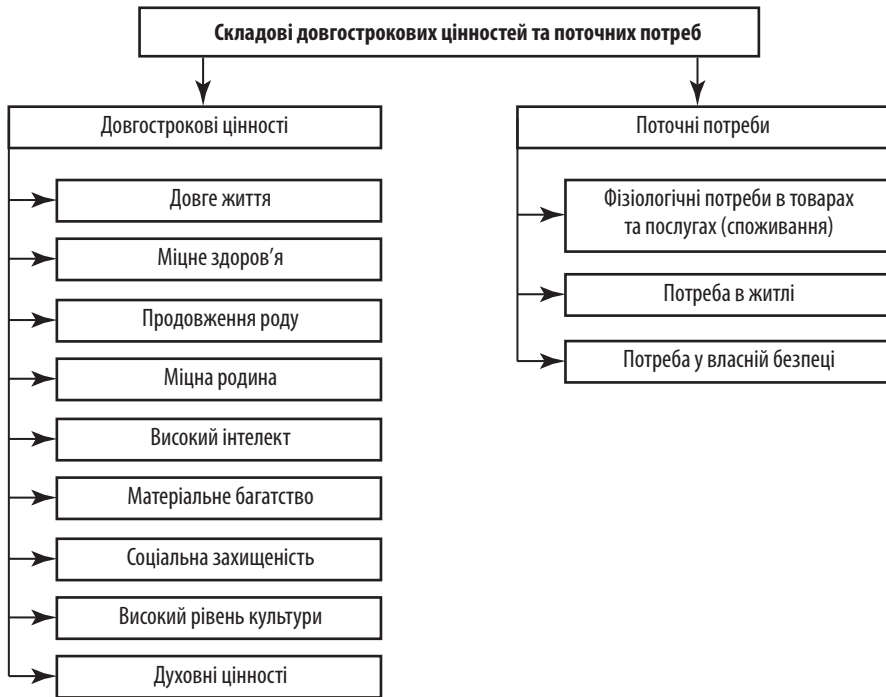 Складові довгострокових цінностей та поточних потреб
Довгострокові цінності
Довге життя
Міцне здоров’я
Продовження роду
Міцна родина
Високий інтелект
Матеріальне багатство
Соціальна захищеність
Високий рівень культури
Духовні цінності
Поточні потреби
Фізіологічні потреби в товарах
та послугах (споживання)
Потреба в житлі
Потреба у власній безпеці